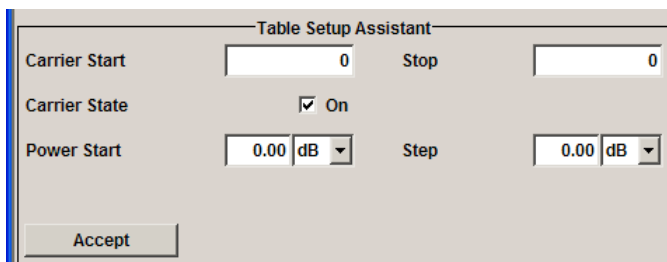 Table Setup Assistant
Carrier Start 0 Stop 0
Carrier State On
Power Start 0.00 dB Step 0.00 dB
Accept